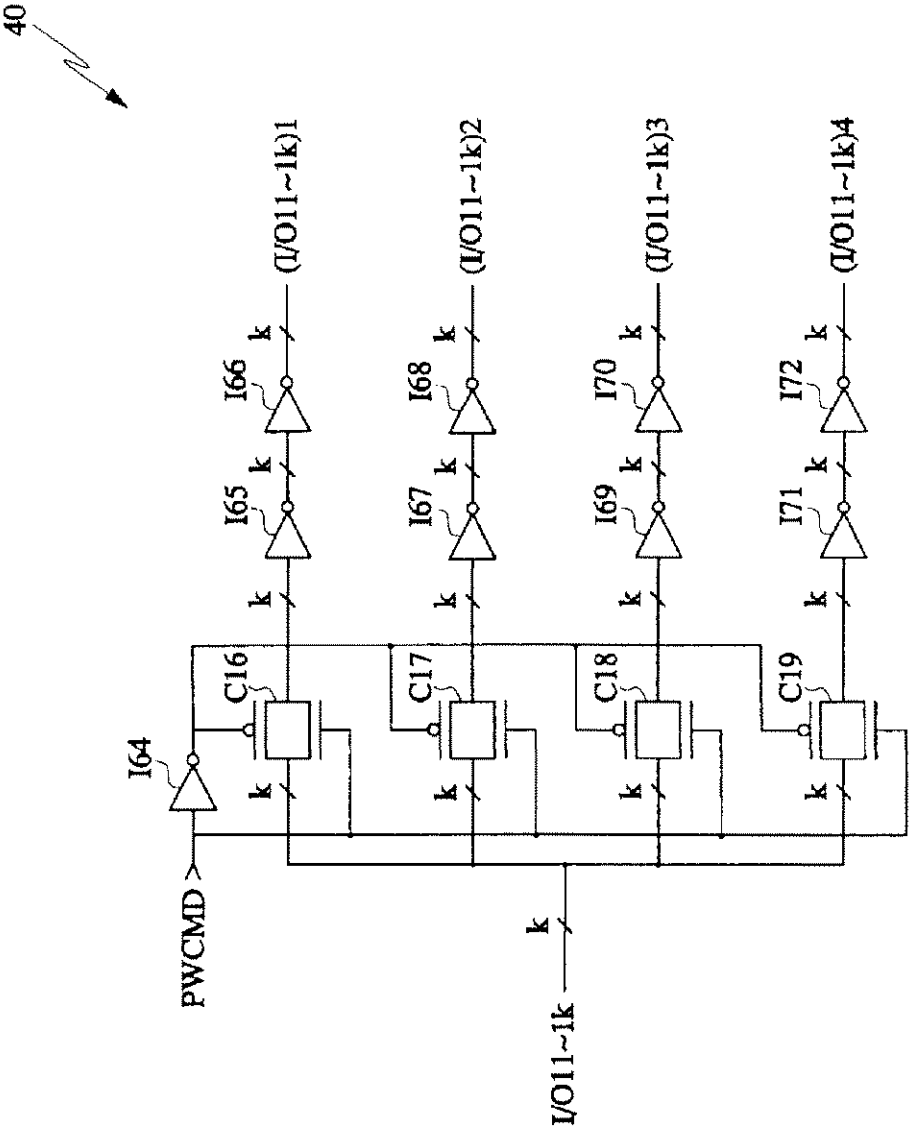 40
PWCMD
I64
I/O11~1k
k
k
C16
k
I65
k
I66
k
(I/O11~1k)1
k
C17
k
I67
k
I68
k
(I/O11~1k)2
k
C18
k
I69
k
I70
k
(I/O11~1k)3
k
C19
k
I71
k
I72
k
(I/O11~1k)4